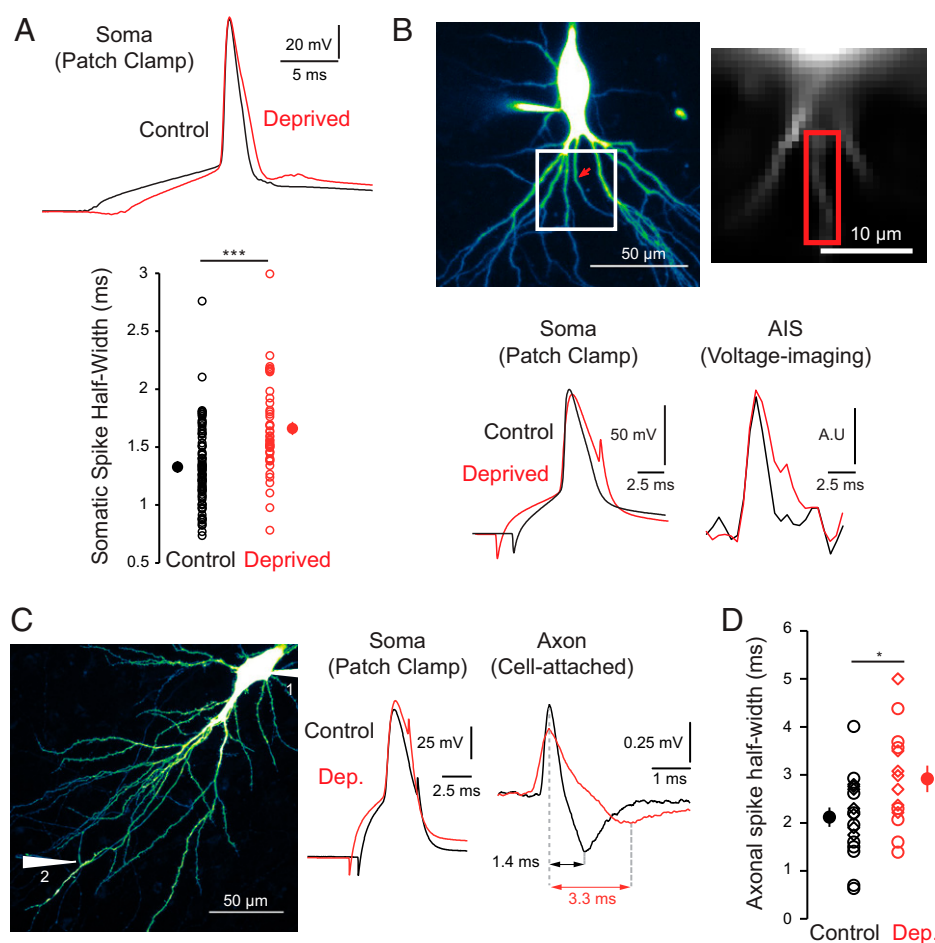 A
Soma
(Patch Clamp)
20 mV
5 ms
Control
Deprived
Somatic Spike Half-Width (ms)
***
3
2.5
2
1.5
1
0.5
Control
Deprived
B
50 µm
10 µm
Soma
(Patch Clamp)
Control
Deprived
50 mV
2.5 ms
AIS
(Voltage-imaging)
A.U
2.5 ms
C
1
2
50 µm
Soma
(Patch Clamp)
Control
Dep.
25 mV
2.5 ms
Axon
(Cell-attached)
0.25 mV
1 ms
1.4 ms
3.3 ms
D
Axonal spike half-width (ms)
*
6
5
4
3
2
1
0
Control
Dep.